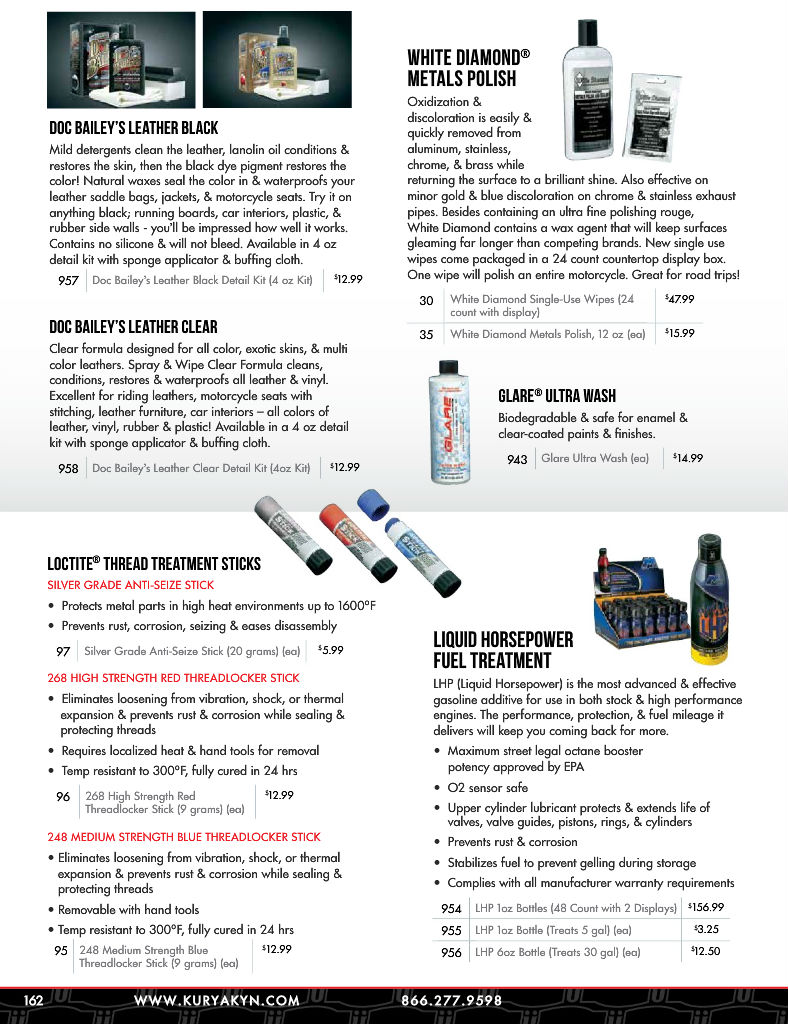 DOC BAILEY'S LEATHER BLACK
Mild detergents clean the leather, lanolin oil conditions &
restores the skin, then the black dye pigment restores the
color! Natural waxes seal the color in & waterproofs your
leather saddle bags, jackets, & motorcycle seats. Try it on
anything black; running boards, car interiors, plastic, &
rubber side walls - you'll be impressed how well it works.
Contains no silicone & will not bleed. Available in 4 oz
detail kit with sponge applicator & buffing cloth.
957 Doc Bailey's Leather Black Detail Kit (4 oz Kit) $12.99
DOC BAILEY'S LEATHER CLEAR
Clear formula designed for all color, exotic skins, & multi
color leathers. Spray & Wipe Clear Formula cleans,
conditions, restores & waterproofs all leather & vinyl.
Excellent for riding leathers, motorcycle seats with
stitching, leather furniture, car interiors – all colors of
leather, vinyl, rubber & plastic! Available in a 4 oz detail
kit with sponge applicator & buffing cloth.
958 Doc Bailey's Leather Clear Detail Kit (4oz Kit) $12.99
WHITE DIAMOND®
METALS POLISH
Oxidization &
discoloration is easily &
quickly removed from
aluminum, stainless,
chrome, & brass while
returning the surface to a brilliant shine. Also effective on
minor gold & blue discoloration on chrome & stainless exhaust
pipes. Besides containing an ultra fine polishing rouge,
White Diamond contains a wax agent that will keep surfaces
gleaming far longer than competing brands. New single use
wipes come packaged in a 24 count countertop display box.
One wipe will polish an entire motorcycle. Great for road trips!
30 White Diamond Single-Use Wipes (24
count with display) $47.99
35 White Diamond Metals Polish, 12 oz (ea) $15.99
GLARE
GLARE® ULTRA WASH
Biodegradable & safe for enamel &
clear-coated paints & finishes.
943 Glare Ultra Wash (ea) $14.99
LOCTITE® THREAD TREATMENT STICKS
SILVER GRADE ANTI-SEIZE STICK
• Protects metal parts in high heat environments up to 1600ºF
• Prevents rust, corrosion, seizing & eases disassembly
97 Silver Grade Anti-Seize Stick (20 grams) (ea) $5.99
268 HIGH STRENGTH RED THREADLOCKER STICK
• Eliminates loosening from vibration, shock, or thermal
expansion & prevents rust & corrosion while sealing &
protecting threads
• Requires localized heat & hand tools for removal
• Temp resistant to 300ºF, fully cured in 24 hrs
96 268 High Strength Red
Threadlocker Stick (9 grams) (ea) $12.99
248 MEDIUM STRENGTH BLUE THREADLOCKER STICK
• Eliminates loosening from vibration, shock, or thermal
expansion & prevents rust & corrosion while sealing &
protecting threads
• Removable with hand tools
• Temp resistant to 300ºF, fully cured in 24 hrs
95 248 Medium Strength Blue
Threadlocker Stick (9 grams) (ea) $12.99
LIQUID HORSEPOWER
FUEL TREATMENT
LHP (Liquid Horsepower) is the most advanced & effective
gasoline additive for use in both stock & high performance
engines. The performance, protection, & fuel mileage it
delivers will keep you coming back for more.
• Maximum street legal octane booster
potency approved by EPA
• O2 sensor safe
• Upper cylinder lubricant protects & extends life of
valves, valve guides, pistons, rings, & cylinders
• Prevents rust & corrosion
• Stabilizes fuel to prevent gelling during storage
• Complies with all manufacturer warranty requirements
954 LHP 1oz Bottles (48 Count with 2 Displays) $156.99
955 LHP 1oz Bottle (Treats 5 gal) (ea) $3.25
956 LHP 6oz Bottle (Treats 30 gal) (ea) $12.50
162 WWW.KURYAKYN.COM 866.277.9598